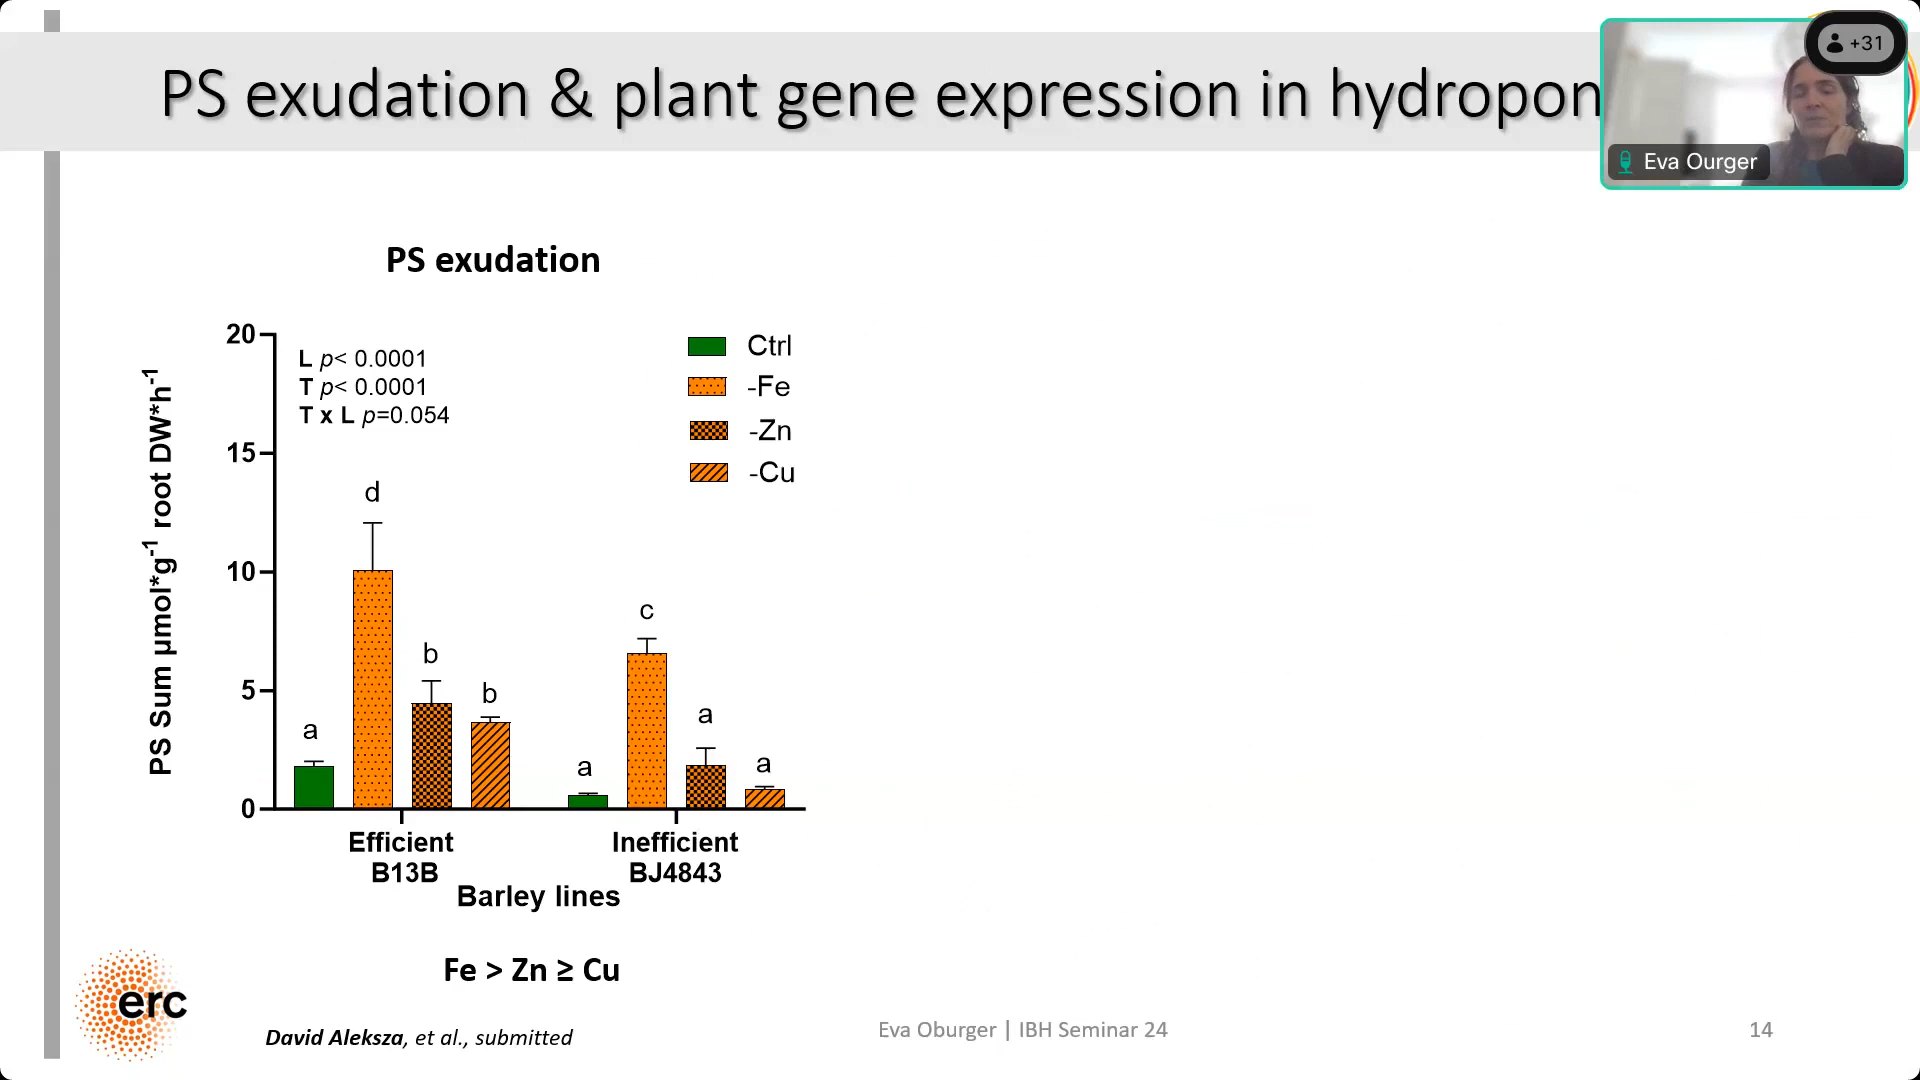 PS exudation & plant gene expression in hydropon
+31
Eva Ourger
PS exudation
20
15
10
5
0
PS Sum µmol*g⁻¹ root DW*h⁻¹
L p< 0.0001
T p< 0.0001
T x L p=0.054
Ctrl
-Fe
-Zn
-Cu
a
d
b
b
a
c
a
a
Efficient
B13B
Inefficient
BJ4843
Barley lines
Fe > Zn ≥ Cu
erc
David Aleksza, et al., submitted
Eva Oburger | IBH Seminar 24
14